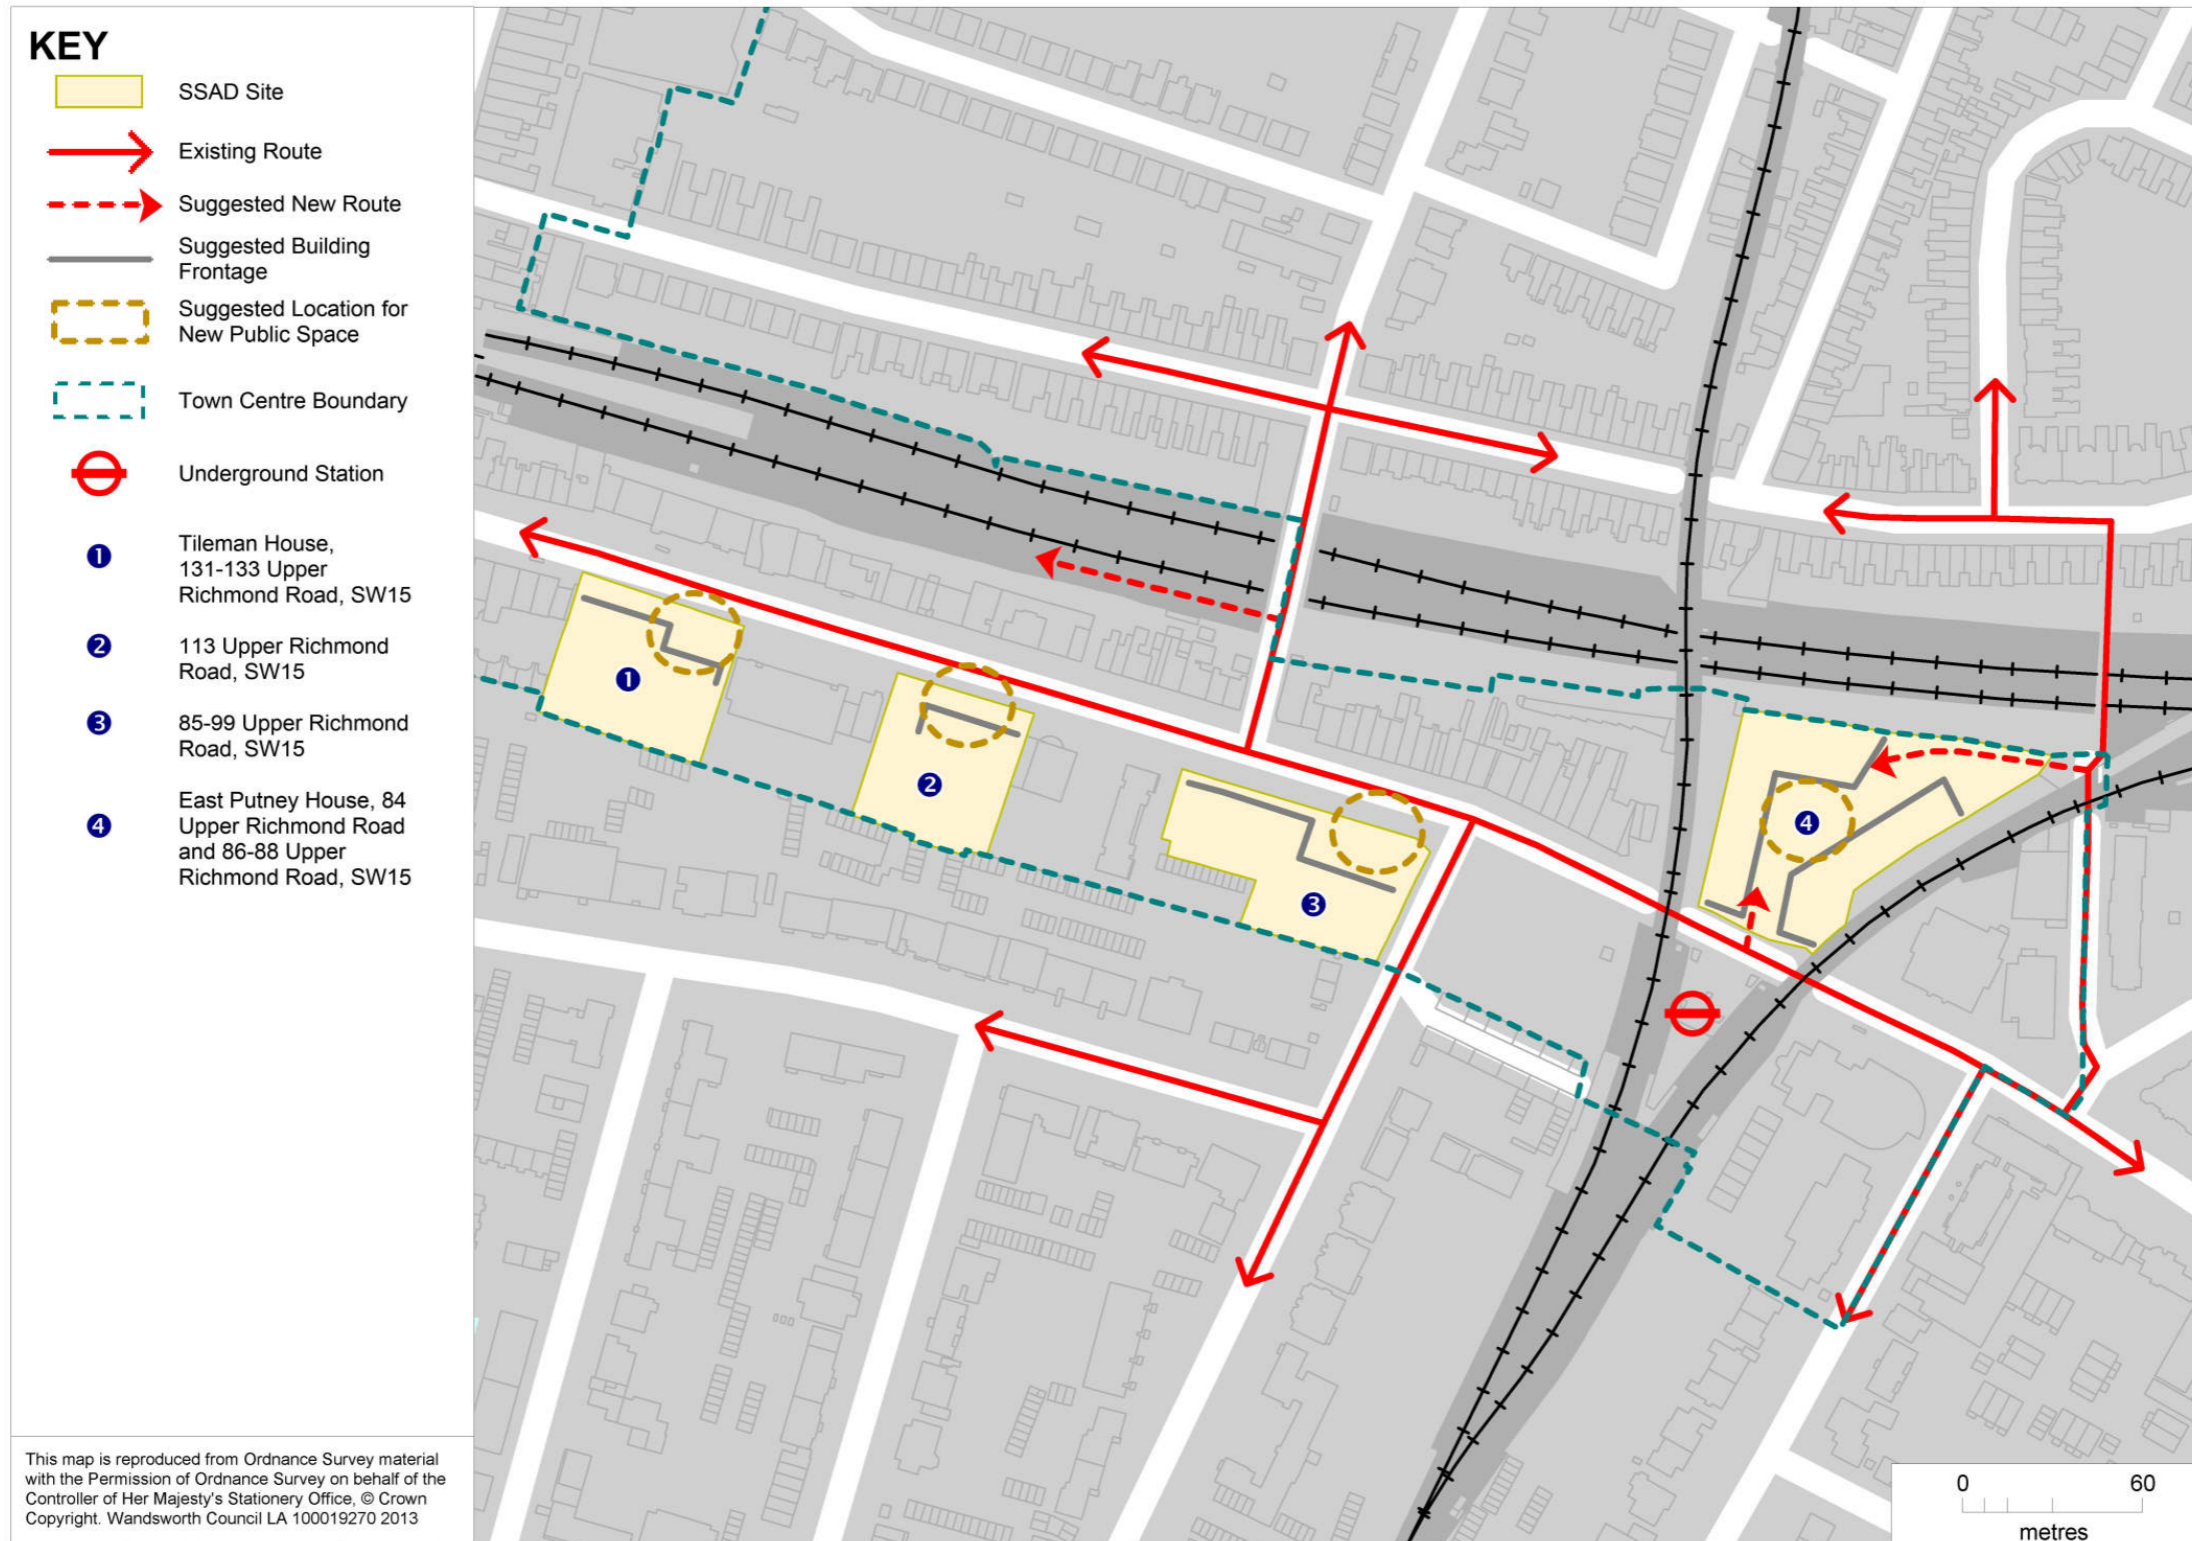 KEY
SSAD Site
Existing Route
Suggested New Route
Suggested Building
Frontage
Suggested Location for
New Public Space
Town Centre Boundary
Underground Station
1
Tileman House,
131-133 Upper
Richmond Road, SW15
2
113 Upper Richmond
Road, SW15
3
85-99 Upper Richmond
Road, SW15
4
East Putney House, 84
Upper Richmond Road
and 86-88 Upper
Richmond Road, SW15
This map is reproduced from Ordnance Survey material
with the Permission of Ordnance Survey on behalf of the
Controller of Her Majesty's Stationery Office, © Crown
Copyright. Wandsworth Council LA 100019270 2013
1
2
3
4
0 60
metres